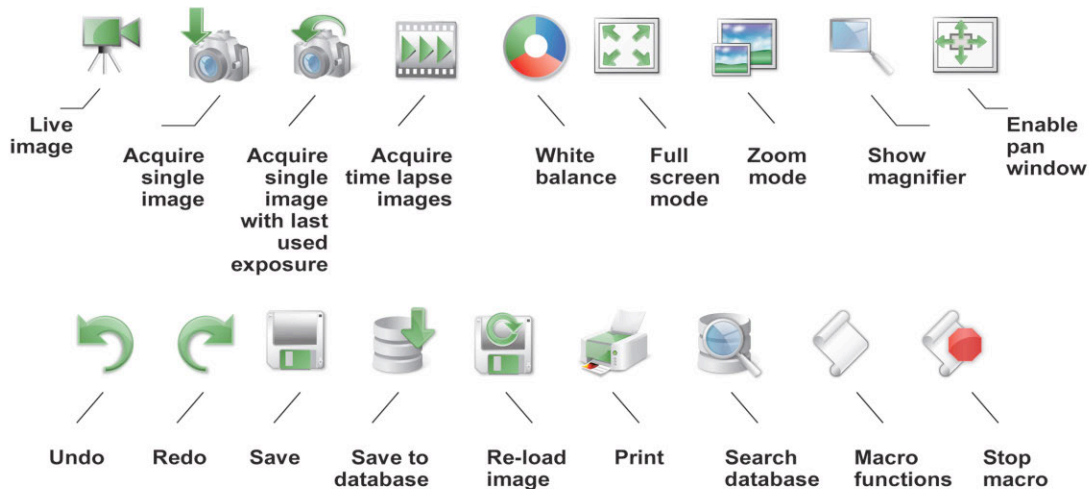 Live
image
Acquire
single
image
Acquire
single
image
with last
used
exposure
Acquire
time lapse
images
White
balance
Full
screen
mode
Zoom
mode
Show
magnifier
Enable
pan
window
Undo
Redo
Save
Save to
database
Re-load
image
Print
Search
database
Macro
functions
Stop
macro